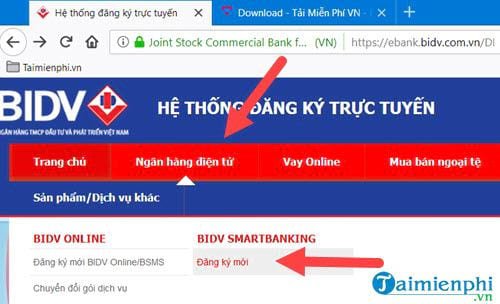 Hệ thống đăng ký trực tuyến
Download - Tải Miễn Phí VN -
Joint Stock Commercial Bank f... (VN)
https://ebank.bidv.com.vn/DI
Taimienphi.vn
BIDV
NGÂN HÀNG TMCP ĐẦU TƯ VÀ PHÁT TRIỂN VIỆT NAM
HỆ THỐNG ĐĂNG KÝ TRỰC TUYẾN
Trang chủ
Ngân hàng điện tử
Vay Online
Mua bán ngoại tệ
Sản phẩm/Dịch vụ khác
BIDV ONLINE
Đăng ký mới BIDV Online/BSMS
Chuyển đổi gói dịch vụ
BIDV SMARTBANKING
Đăng ký mới
Taimienphi
.vn